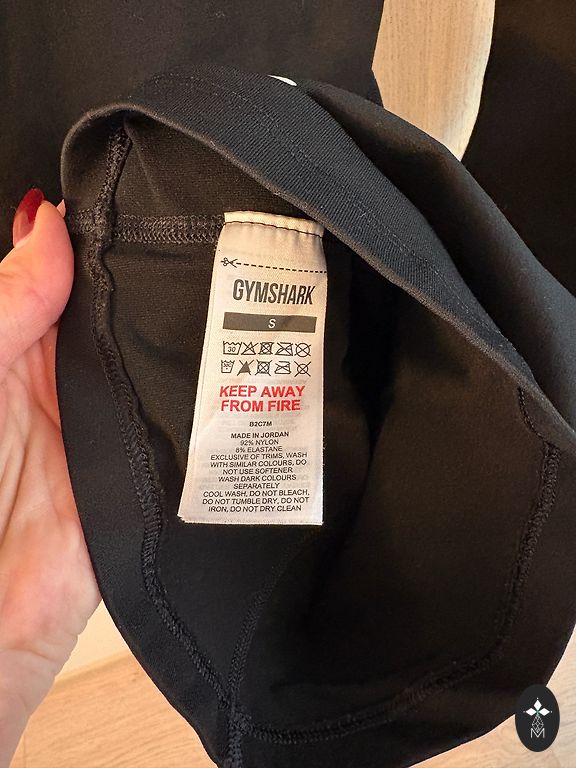 GYMSHARK
S
30
KEEP AWAY
FROM FIRE
B2C7M
MADE IN JORDAN
92% NYLON
8% ELASTANE
EXCLUSIVE OF TRIMS, WASH
WITH SIMILAR COLOURS, DO
NOT USE SOFTENER
WASH DARK COLOURS
SEPARATELY
COOL WASH, DO NOT BLEACH,
DO NOT TUMBLE DRY, DO NOT
IRON, DO NOT DRY CLEAN
M